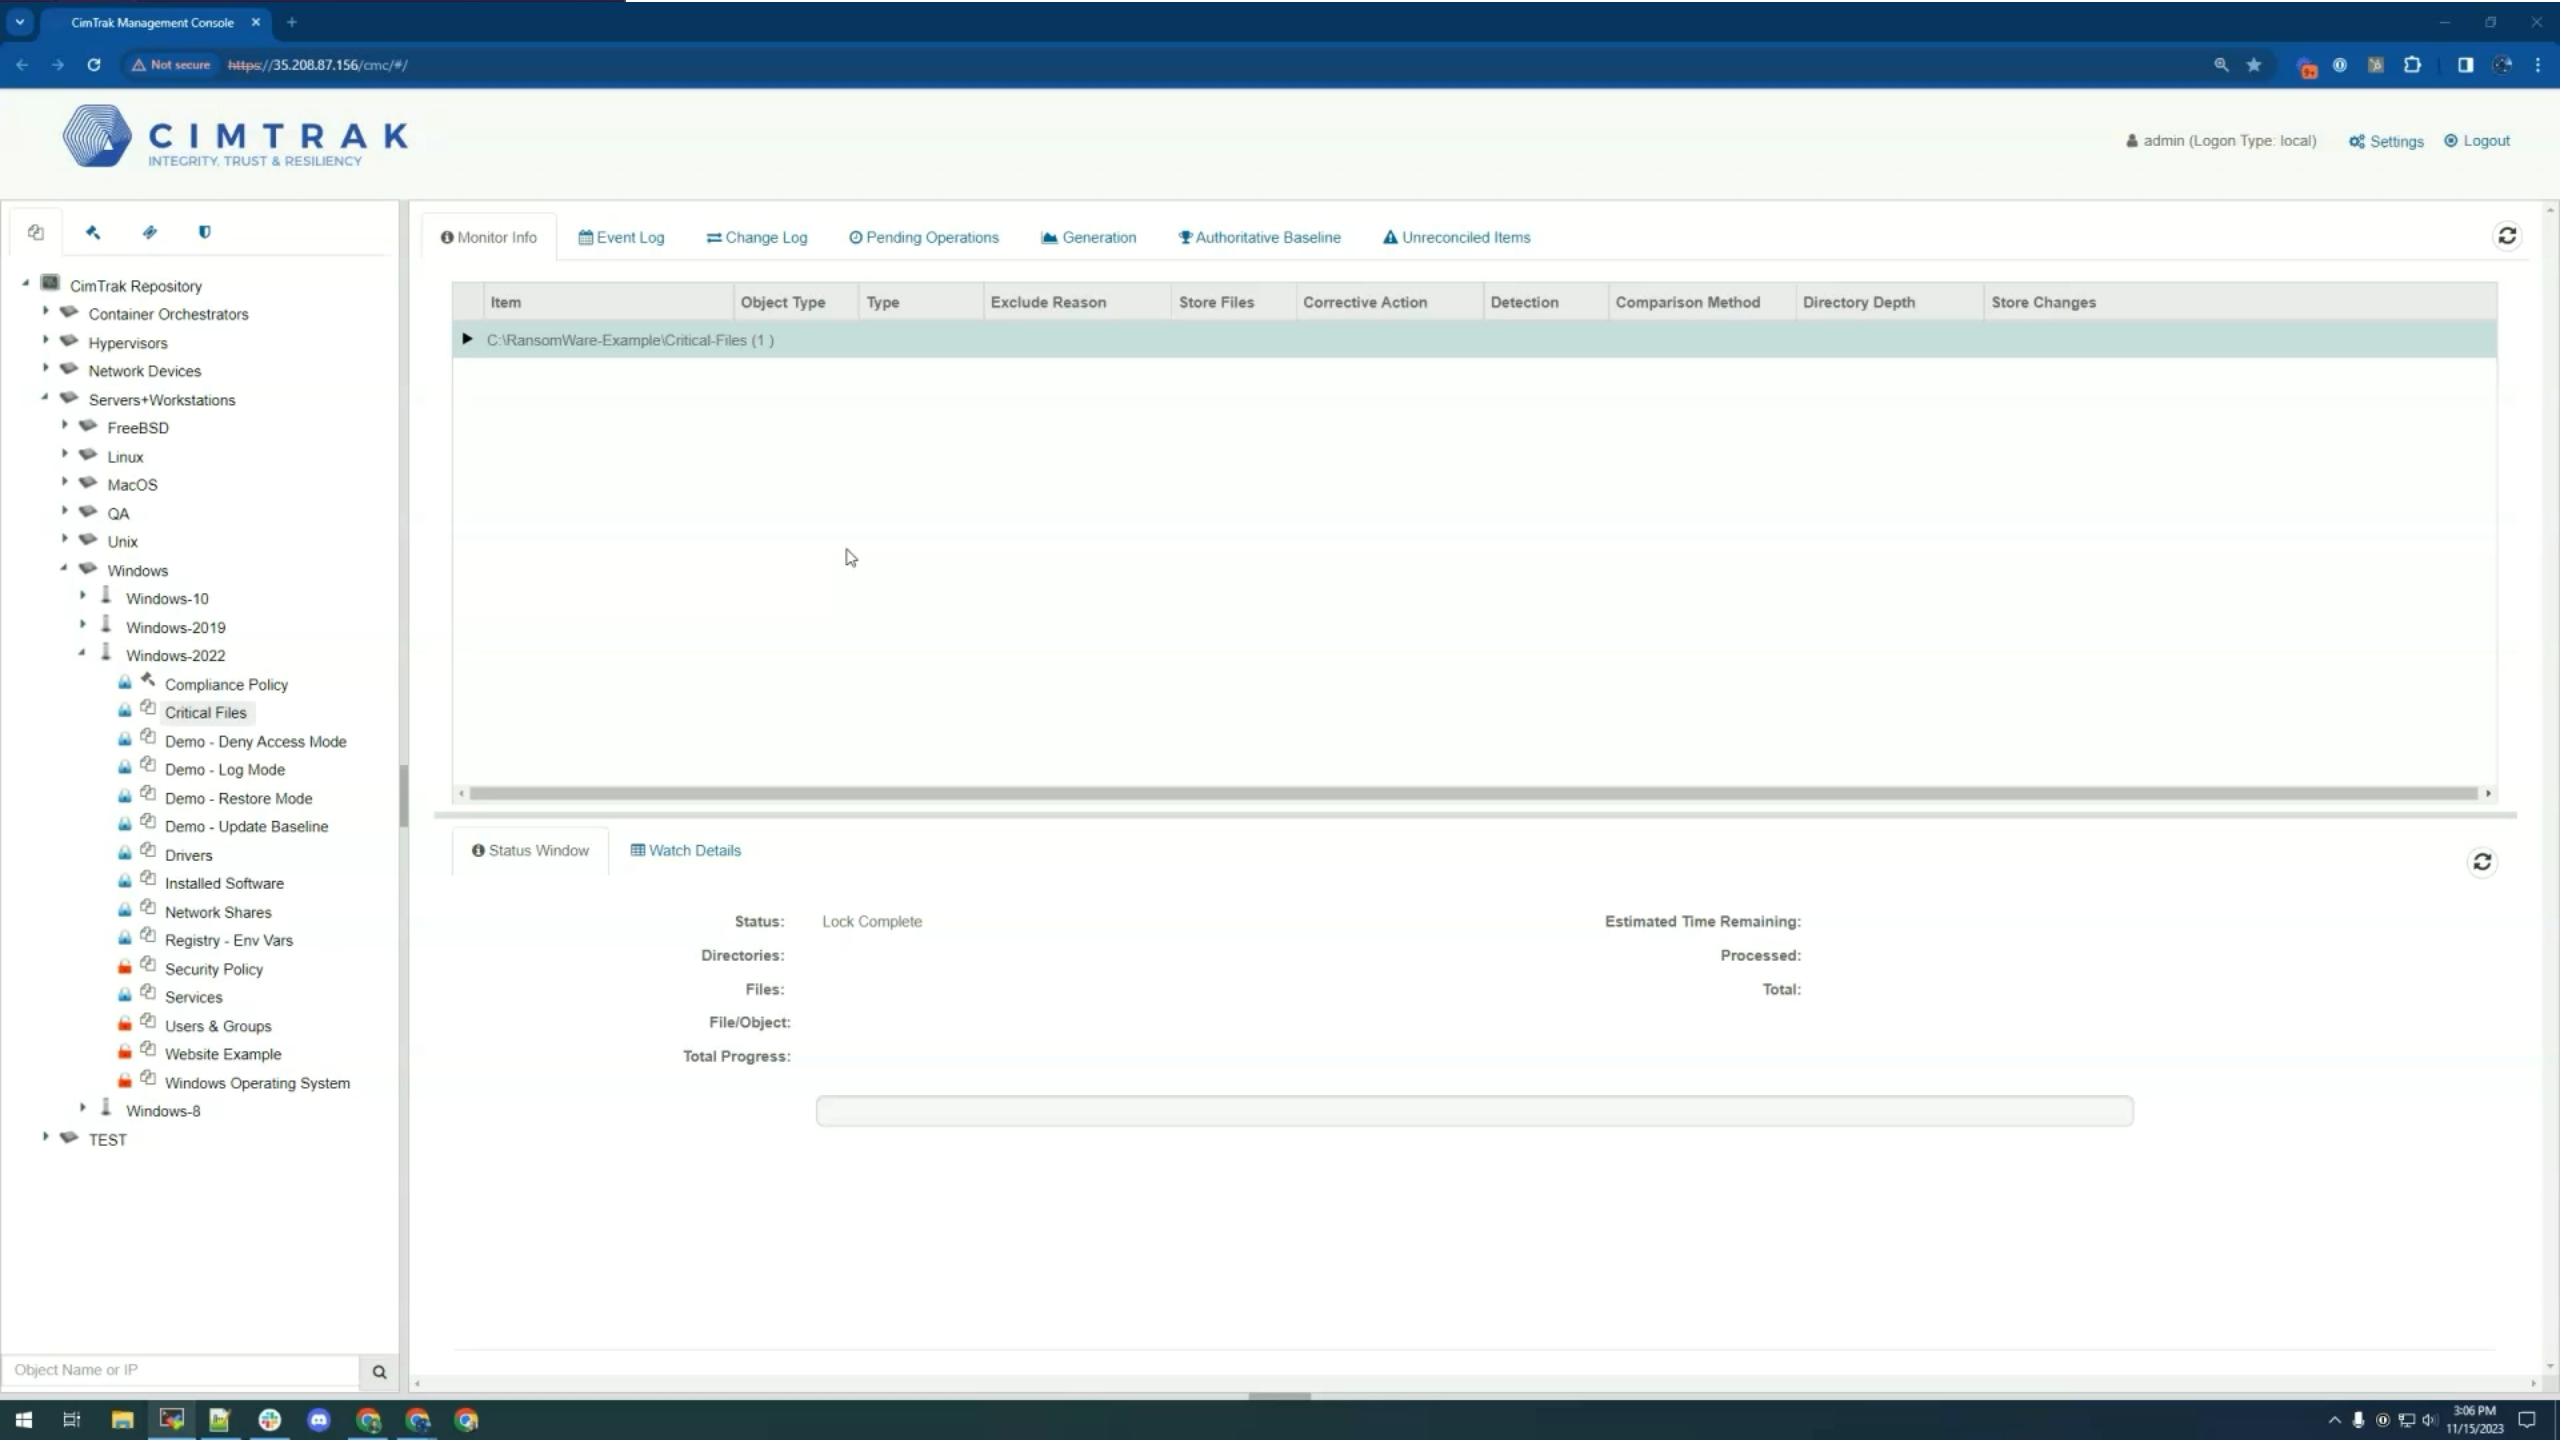 CimTrak Management Console
Not secure
https://35.208.87.156/cmc/#/
CIMTRAK
INTEGRITY, TRUST & RESILIENCY
admin (Logon Type: local)
Settings
Logout
Monitor Info
Event Log
Change Log
Pending Operations
Generation
Authoritative Baseline
Unreconciled Items
CimTrak Repository
Container Orchestrators
Hypervisors
Network Devices
Servers+Workstations
FreeBSD
Linux
MacOS
QA
Unix
Windows
Windows-10
Windows-2019
Windows-2022
Compliance Policy
Critical Files
Demo - Deny Access Mode
Demo - Log Mode
Demo - Restore Mode
Demo - Update Baseline
Drivers
Installed Software
Network Shares
Registry - Env Vars
Security Policy
Services
Users & Groups
Website Example
Windows Operating System
Windows-8
TEST
Object Name or IP
Item
Object Type
Type
Exclude Reason
Store Files
Corrective Action
Detection
Comparison Method
Directory Depth
Store Changes
C:\RansomWare-Example\Critical-Files (1 )
Status Window
Watch Details
Status: Lock Complete
Directories:
Files:
File/Object:
Total Progress:
Estimated Time Remaining:
Processed:
Total:
3:06 PM
11/15/2023